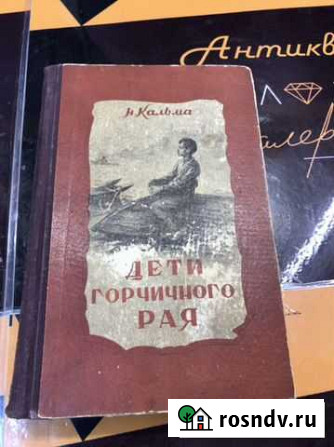 Антикв
Н Кальма
ДЕТИ
ГОРЧИЧНОГО
РАЯ
rosndv.ru